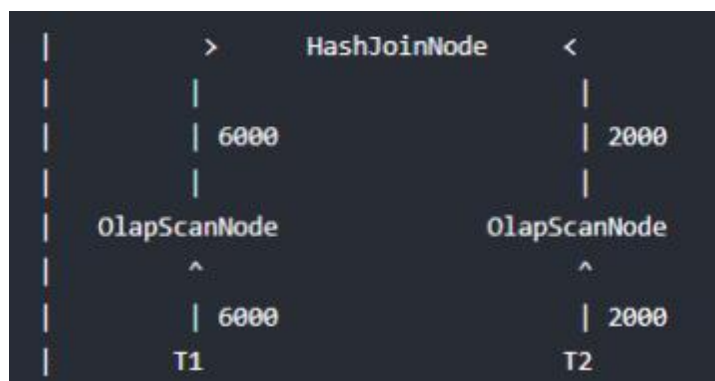 |          >      HashJoinNode     <
|         |                         |
|         | 6000                    | 2000
|         |                         |
|   OlapScanNode              OlapScanNode
|         ^                         ^
|         | 6000                    | 2000
|        T1                        T2